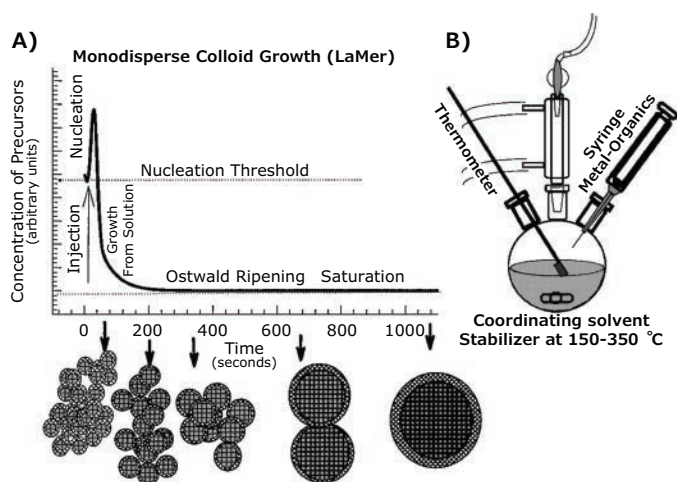 A)
Monodisperse Colloid Growth (LaMer)
Concentration of Precursors
(arbitrary units)
Nucleation
Injection
Growth
From Solution
Nucleation Threshold
Ostwald Ripening Saturation
0 200 400 600 800 1000
Time
(seconds)
B)
Thermometer
Syringe
Metal-Organics
Coordinating solvent
Stabilizer at 150-350 °C